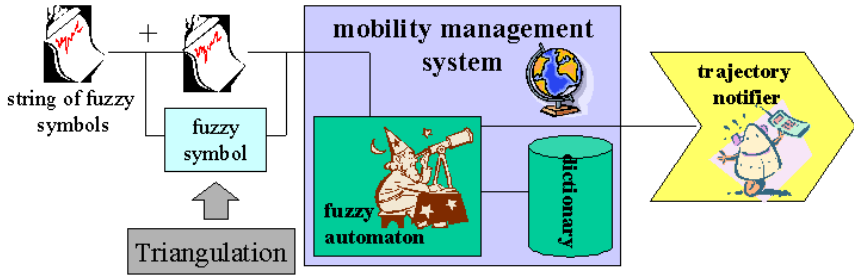 +
string of fuzzy
symbols
fuzzy
symbol
Triangulation
mobility management
system
fuzzy
automaton
dictionary
trajectory
notifier